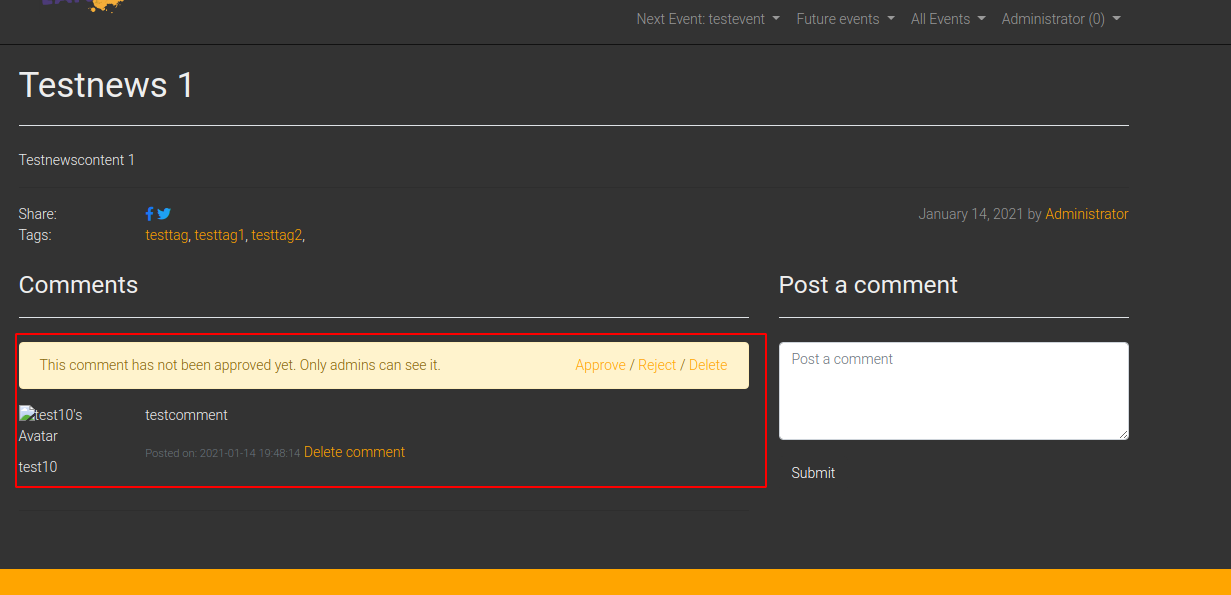 Next Event: testevent Future events All Events Administrator (0)
Testnews 1
Testnewscontent 1
Share: January 14, 2021 by Administrator
Tags: testtag, testtag1, testtag2,
Comments
This comment has not been approved yet. Only admins can see it. Approve / Reject / Delete
test10's Avatar
testcomment
Posted on: 2021-01-14 19:48:14 Delete comment
test10
Post a comment
Post a comment
Submit